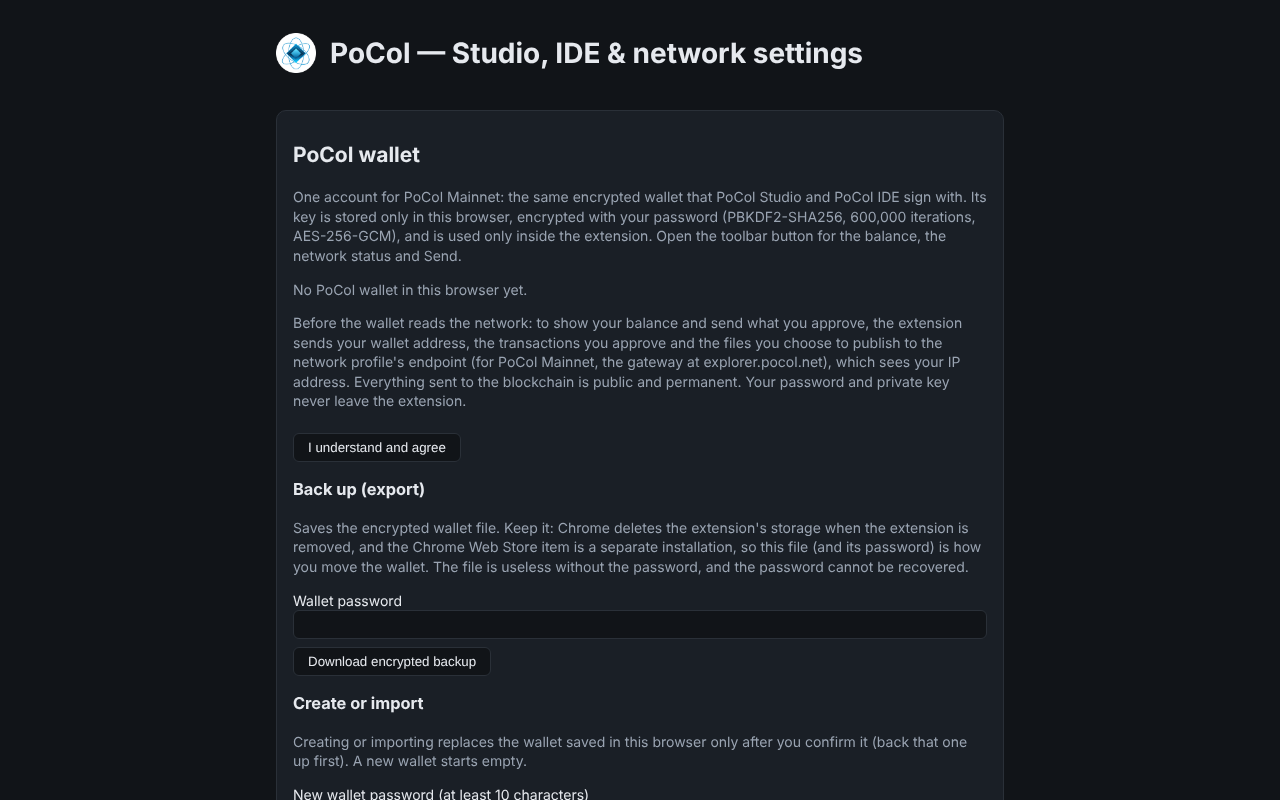 PoCol — Studio, IDE & network settings
PoCol wallet
One account for PoCol Mainnet: the same encrypted wallet that PoCol Studio and PoCol IDE sign with. Its
key is stored only in this browser, encrypted with your password (PBKDF2-SHA256, 600,000 iterations,
AES-256-GCM), and is used only inside the extension. Open the toolbar button for the balance, the
network status and Send.
No PoCol wallet in this browser yet.
Before the wallet reads the network: to show your balance and send what you approve, the extension
sends your wallet address, the transactions you approve and the files you choose to publish to the
network profile's endpoint (for PoCol Mainnet, the gateway at explorer.pocol.net), which sees your IP
address. Everything sent to the blockchain is public and permanent. Your password and private key
never leave the extension.
I understand and agree
Back up (export)
Saves the encrypted wallet file. Keep it: Chrome deletes the extension's storage when the extension is
removed, and the Chrome Web Store item is a separate installation, so this file (and its password) is how
you move the wallet. The file is useless without the password, and the password cannot be recovered.
Wallet password
Download encrypted backup
Create or import
Creating or importing replaces the wallet saved in this browser only after you confirm it (back that one
up first). A new wallet starts empty.
New wallet password (at least 10 characters)